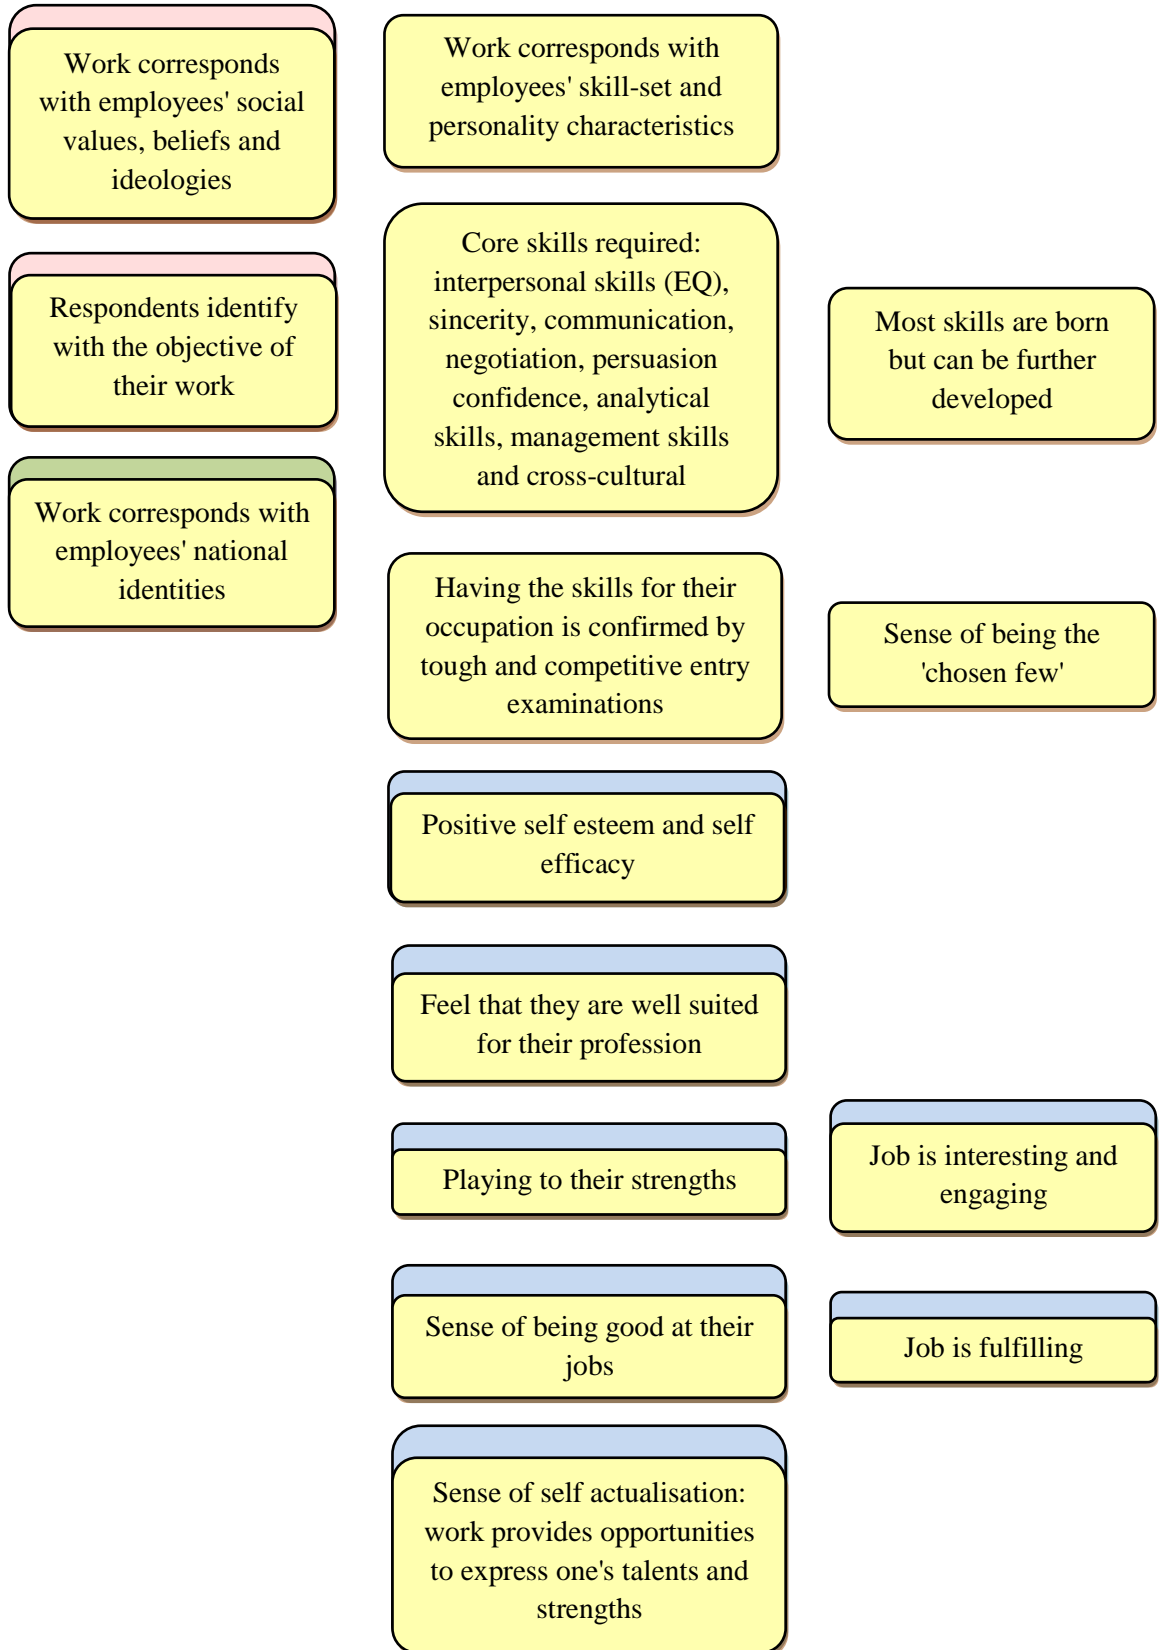 Work corresponds
with employees' social
values, beliefs and
ideologies
Respondents identify
with the objective of
their work
Work corresponds with
employees' national
identities
Work corresponds with
employees' skill-set and
personality characteristics
Core skills required:
interpersonal skills (EQ),
sincerity, communication,
negotiation, persuasion
confidence, analytical
skills, management skills
and cross-cultural
Having the skills for their
occupation is confirmed by
tough and competitive entry
examinations
Positive self esteem and self
efficacy
Feel that they are well suited
for their profession
Playing to their strengths
Sense of being good at their
jobs
Sense of self actualisation:
work provides opportunities
to express one's talents and
strengths
Most skills are born
but can be further
developed
Sense of being the
'chosen few'
Job is interesting and
engaging
Job is fulfilling